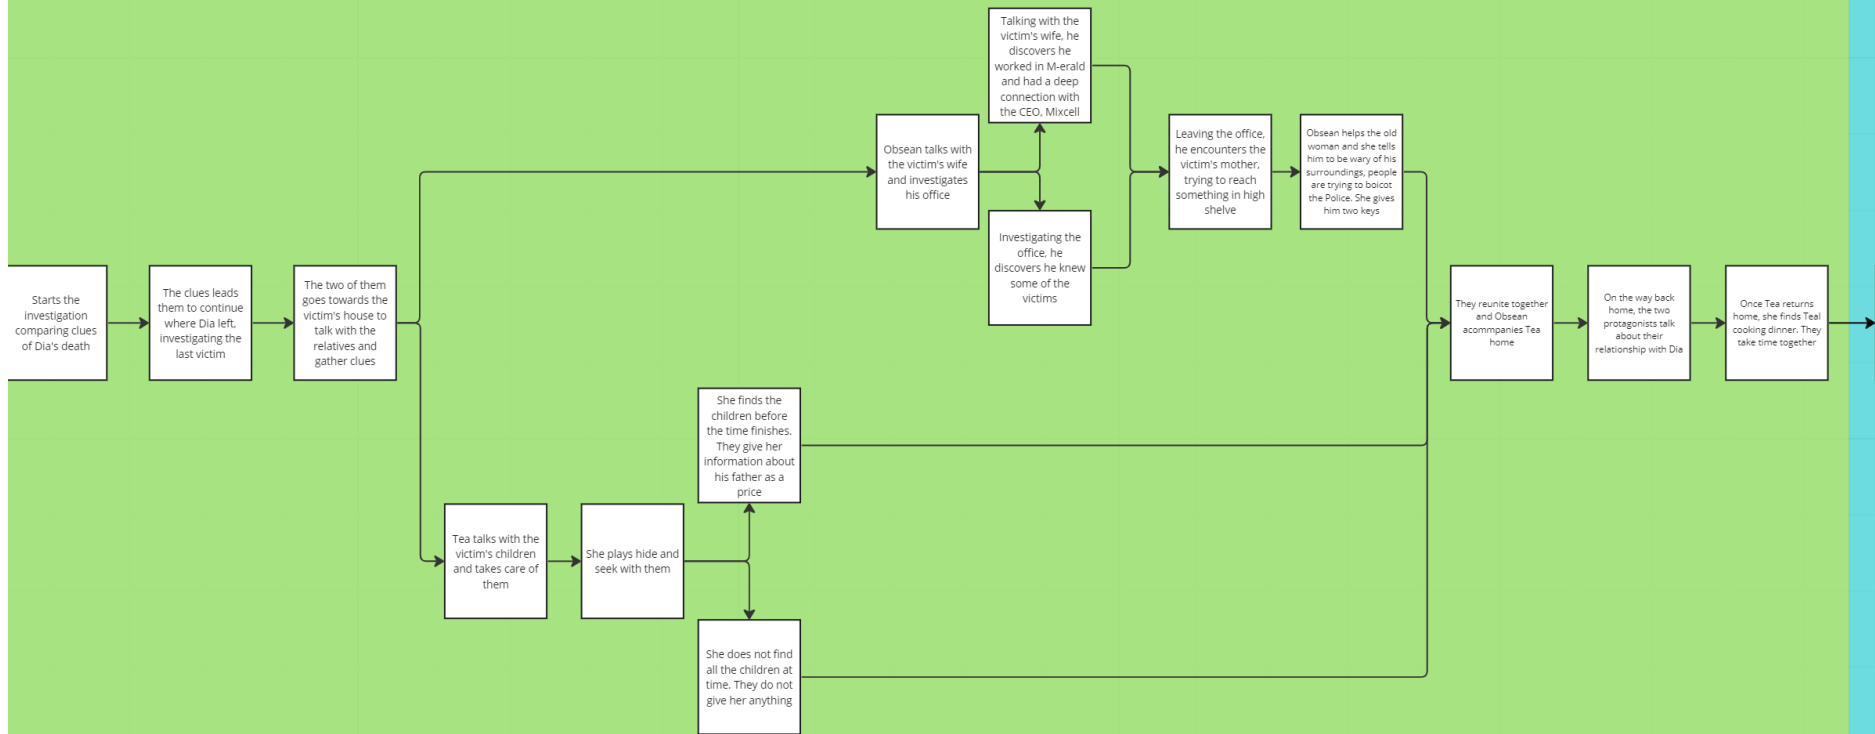 Starts the
investigation
comparing clues
of Dia's death
The clues leads
them to continue
where Dia left,
investigating the
last victim
The two of them
goes towards the
victim's house to
talk with the
relatives and
gather clues
Obsean talks with
the victim's wife
and investigates
his office
Talking with the
victim's wife, he
discovers he
worked in M-erald
and had a deep
connection with
the CEO, Mixcell
Investigating the
office, he
discovers he knew
some of the
victims
Leaving the office,
he encounters the
victim's mother,
trying to reach
something in high
shelve
Obsean helps the old
woman and she tells
him to be wary of his
surroundings, people
are trying to boicot
the Police. She gives
him two keys
Tea talks with the
victim's children
and takes care of
them
She plays hide and
seek with them
She finds the
children before
the time finishes.
They give her
information about
his father as a
price
She does not find
all the children at
time. They do not
give her anything
They reunite together
and Obsean
acommpanies Tea
home
On the way back
home, the two
protagonists talk
about their
relationship with Dia
Once Tea returns
home, she finds Teal
cooking dinner. They
take time together